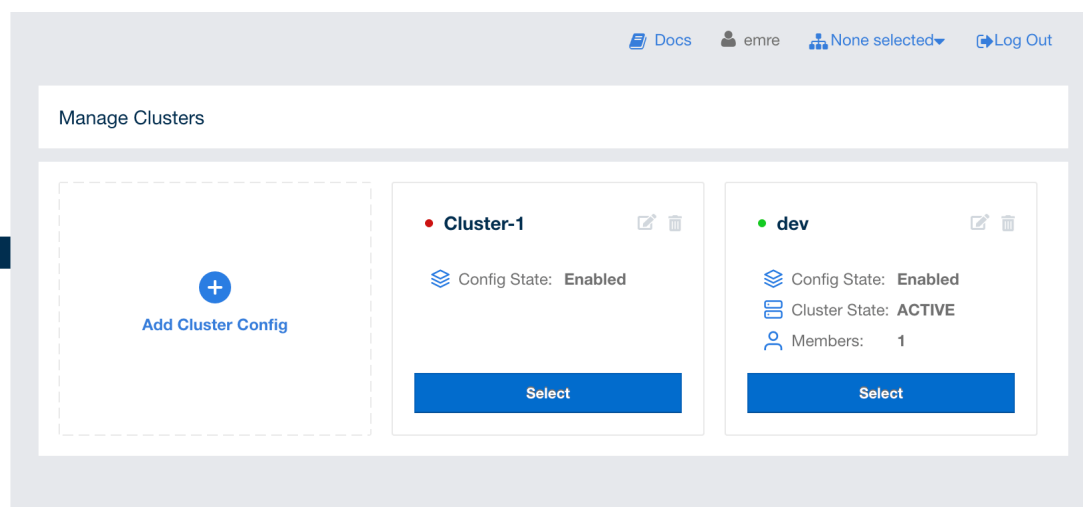 Docs emre None selected Log Out
Manage Clusters
Add Cluster Config
Cluster-1
Config State: Enabled
Select
dev
Config State: Enabled
Cluster State: ACTIVE
Members: 1
Select